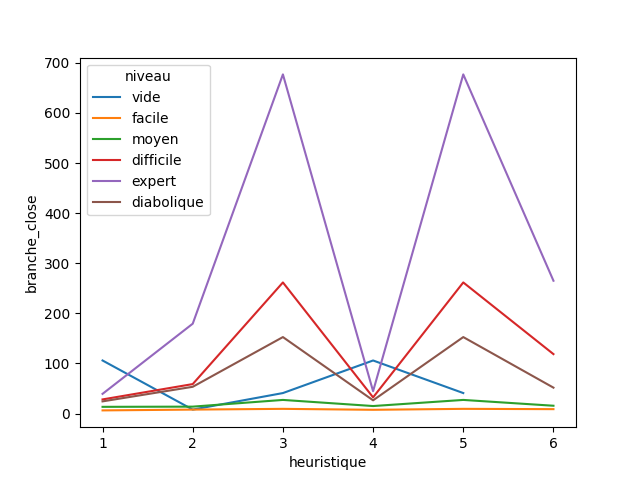 niveau
vide
facile
moyen
difficile
expert
diabolique
700
600
500
400
300
200
100
0
branche_close
1 2 3 4 5 6
heuristique